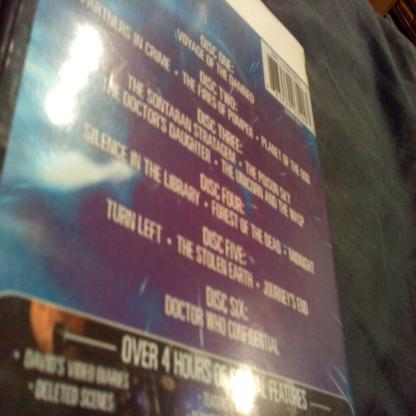 DISC ONE:
VOYAGE OF THE DAMNED
DISC TWO:
PARTNERS IN CRIME • THE FIRES OF POMPEII • PLANET OF THE OOD
DISC THREE:
THE SONTARAN STRATAGEM • THE POISON SKY
THE DOCTOR'S DAUGHTER • THE UNICORN AND THE WASP
DISC FOUR:
SILENCE IN THE LIBRARY • FOREST OF THE DEAD • MIDNIGHT
DISC FIVE:
TURN LEFT • THE STOLEN EARTH • JOURNEY'S END
DISC SIX:
DOCTOR WHO CONFIDENTIAL
OVER 4 HOURS OF FEATURES
• DAVID'S VIDEO DIARIES
• DELETED SCENES